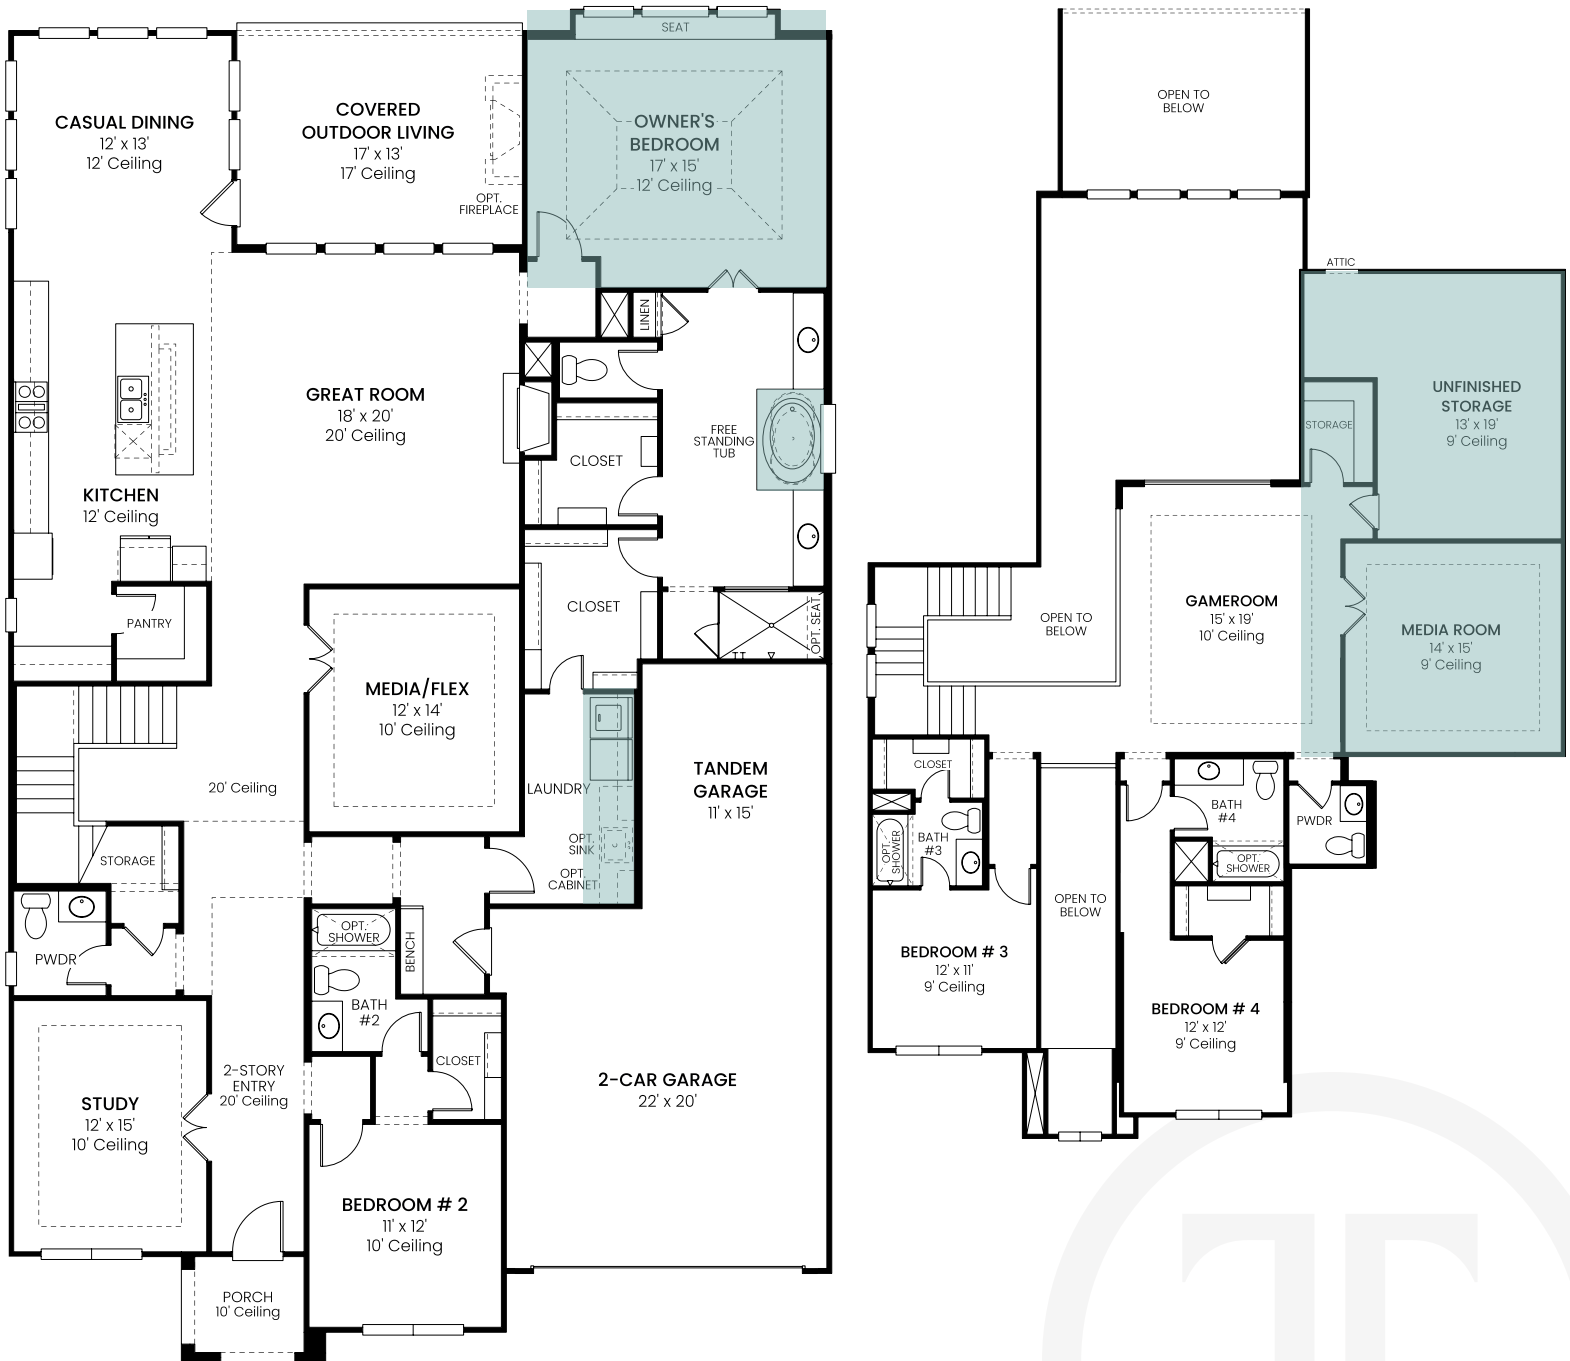 SEAT
CASUAL DINING
12' x 13'
12' Ceiling
COVERED
OUTDOOR LIVING
17' x 13'
17' Ceiling
OPT.
FIREPLACE
OWNER'S
BEDROOM
17' x 15'
12' Ceiling
LINEN
GREAT ROOM
18' x 20'
20' Ceiling
FREE
STANDING
TUB
CLOSET
KITCHEN
12' Ceiling
CLOSET
OPT. SEAT
PANTRY
MEDIA/FLEX
12' x 14'
10' Ceiling
20' Ceiling
LAUNDRY
TANDEM
GARAGE
11' x 15'
OPT.
SINK
OPT.
CABINET
STORAGE
OPT.
SHOWER
BENCH
PWDR
BATH
#2
CLOSET
2-STORY
ENTRY
20' Ceiling
STUDY
12' x 15'
10' Ceiling
2-CAR GARAGE
22' x 20'
BEDROOM # 2
11' x 12'
10' Ceiling
PORCH
10' Ceiling
OPEN TO
BELOW
ATTIC
UNFINISHED
STORAGE
13' x 19'
9' Ceiling
STORAGE
GAMEROOM
15' x 19'
10' Ceiling
OPEN TO
BELOW
MEDIA ROOM
14' x 15'
9' Ceiling
CLOSET
OPT.
SHOWER
BATH
#3
BATH
#4
PWDR
OPT.
SHOWER
OPEN TO
BELOW
BEDROOM # 3
12' x 11'
9' Ceiling
BEDROOM # 4
12' x 12'
9' Ceiling